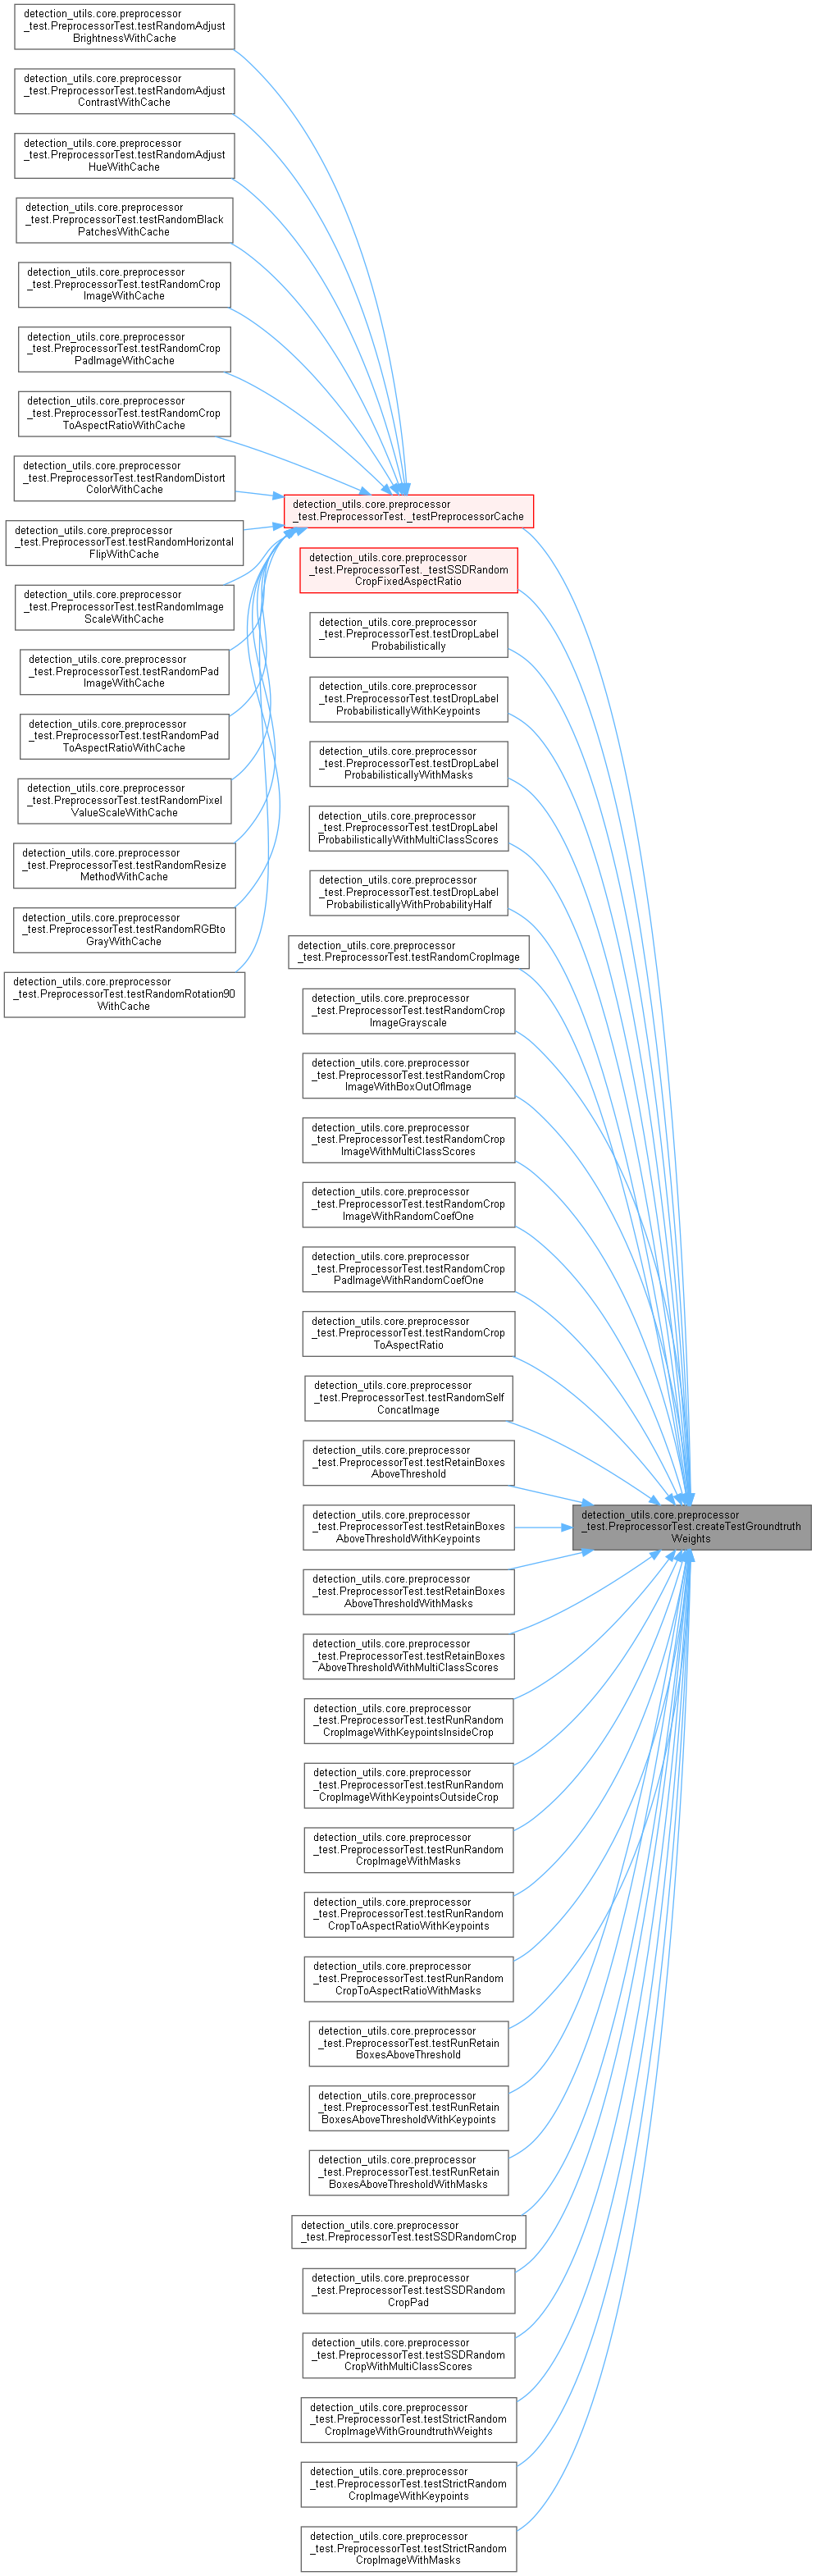 detection_utils.core.preprocessor
_test.PreprocessorTest.testRandomAdjust
BrightnessWithCache
detection_utils.core.preprocessor
_test.PreprocessorTest.testRandomAdjust
ContrastWithCache
detection_utils.core.preprocessor
_test.PreprocessorTest.testRandomAdjust
HueWithCache
detection_utils.core.preprocessor
_test.PreprocessorTest.testRandomBlack
PatchesWithCache
detection_utils.core.preprocessor
_test.PreprocessorTest.testRandomCrop
ImageWithCache
detection_utils.core.preprocessor
_test.PreprocessorTest.testRandomCrop
PadImageWithCache
detection_utils.core.preprocessor
_test.PreprocessorTest.testRandomCrop
ToAspectRatioWithCache
detection_utils.core.preprocessor
_test.PreprocessorTest.testRandomDistort
ColorWithCache
detection_utils.core.preprocessor
_test.PreprocessorTest.testRandomHorizontal
FlipWithCache
detection_utils.core.preprocessor
_test.PreprocessorTest.testRandomImage
ScaleWithCache
detection_utils.core.preprocessor
_test.PreprocessorTest.testRandomPad
ImageWithCache
detection_utils.core.preprocessor
_test.PreprocessorTest.testRandomPad
ToAspectRatioWithCache
detection_utils.core.preprocessor
_test.PreprocessorTest.testRandomPixel
ValueScaleWithCache
detection_utils.core.preprocessor
_test.PreprocessorTest.testRandomResize
MethodWithCache
detection_utils.core.preprocessor
_test.PreprocessorTest.testRandomRGBto
GrayWithCache
detection_utils.core.preprocessor
_test.PreprocessorTest.testRandomRotation90
WithCache
detection_utils.core.preprocessor
_test.PreprocessorTest._testPreprocessorCache
detection_utils.core.preprocessor
_test.PreprocessorTest._testSSDRandom
CropFixedAspectRatio
detection_utils.core.preprocessor
_test.PreprocessorTest.testDropLabel
Probabilistically
detection_utils.core.preprocessor
_test.PreprocessorTest.testDropLabel
ProbabilisticallyWithKeypoints
detection_utils.core.preprocessor
_test.PreprocessorTest.testDropLabel
ProbabilisticallyWithMasks
detection_utils.core.preprocessor
_test.PreprocessorTest.testDropLabel
ProbabilisticallyWithMultiClassScores
detection_utils.core.preprocessor
_test.PreprocessorTest.testDropLabel
ProbabilisticallyWithProbabilityHalf
detection_utils.core.preprocessor
_test.PreprocessorTest.testRandomCropImage
detection_utils.core.preprocessor
_test.PreprocessorTest.testRandomCrop
ImageGrayscale
detection_utils.core.preprocessor
_test.PreprocessorTest.testRandomCrop
ImageWithBoxOutOfImage
detection_utils.core.preprocessor
_test.PreprocessorTest.testRandomCrop
ImageWithMultiClassScores
detection_utils.core.preprocessor
_test.PreprocessorTest.testRandomCrop
ImageWithRandomCoefOne
detection_utils.core.preprocessor
_test.PreprocessorTest.testRandomCrop
PadImageWithRandomCoefOne
detection_utils.core.preprocessor
_test.PreprocessorTest.testRandomCrop
ToAspectRatio
detection_utils.core.preprocessor
_test.PreprocessorTest.testRandomSelf
ConcatImage
detection_utils.core.preprocessor
_test.PreprocessorTest.testRetainBoxes
AboveThreshold
detection_utils.core.preprocessor
_test.PreprocessorTest.testRetainBoxes
AboveThresholdWithKeypoints
detection_utils.core.preprocessor
_test.PreprocessorTest.testRetainBoxes
AboveThresholdWithMasks
detection_utils.core.preprocessor
_test.PreprocessorTest.testRetainBoxes
AboveThresholdWithMultiClassScores
detection_utils.core.preprocessor
_test.PreprocessorTest.testRunRandom
CropImageWithKeypointsInsideCrop
detection_utils.core.preprocessor
_test.PreprocessorTest.testRunRandom
CropImageWithKeypointsOutsideCrop
detection_utils.core.preprocessor
_test.PreprocessorTest.testRunRandom
CropImageWithMasks
detection_utils.core.preprocessor
_test.PreprocessorTest.testRunRandom
CropToAspectRatioWithKeypoints
detection_utils.core.preprocessor
_test.PreprocessorTest.testRunRandom
CropToAspectRatioWithMasks
detection_utils.core.preprocessor
_test.PreprocessorTest.testRunRetain
BoxesAboveThreshold
detection_utils.core.preprocessor
_test.PreprocessorTest.testRunRetain
BoxesAboveThresholdWithKeypoints
detection_utils.core.preprocessor
_test.PreprocessorTest.testRunRetain
BoxesAboveThresholdWithMasks
detection_utils.core.preprocessor
_test.PreprocessorTest.testSSDRandomCrop
detection_utils.core.preprocessor
_test.PreprocessorTest.testSSDRandom
CropPad
detection_utils.core.preprocessor
_test.PreprocessorTest.testSSDRandom
CropWithMultiClassScores
detection_utils.core.preprocessor
_test.PreprocessorTest.testStrictRandom
CropImageWithGroundtruthWeights
detection_utils.core.preprocessor
_test.PreprocessorTest.testStrictRandom
CropImageWithKeypoints
detection_utils.core.preprocessor
_test.PreprocessorTest.testStrictRandom
CropImageWithMasks
detection_utils.core.preprocessor
_test.PreprocessorTest.createTestGroundtruth
Weights